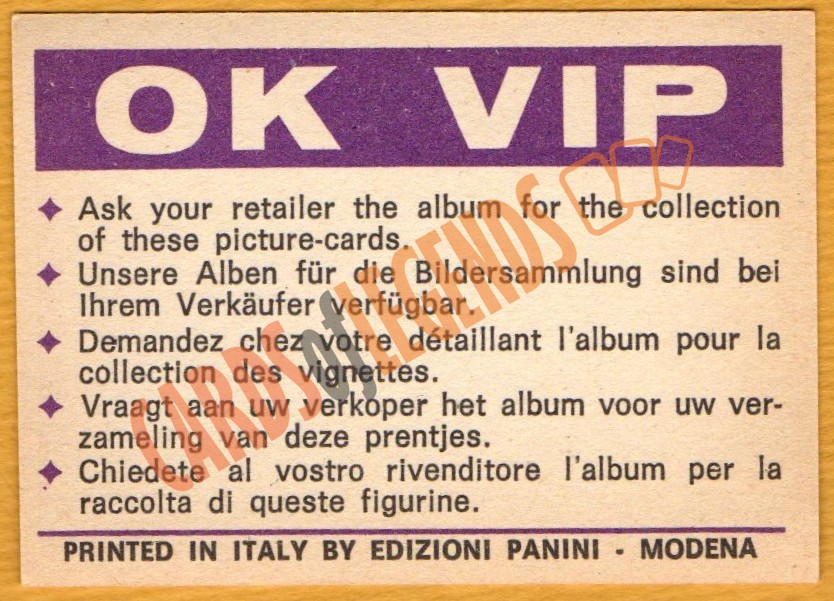 OK VIP
Ask your retailer the album for the collection
of these picture-cards.
Unsere Alben für die Bildersammlung sind bei
Ihrem Verkäufer verfügbar.
Demandez chez votre détaillant l'album pour la
collection des vignettes.
Vraagt aan uw verkoper het album voor uw ver-
zameling van deze prentjes.
Chiedete al vostro rivenditore l'album per la
raccolta di queste figurine.
PRINTED IN ITALY BY EDIZIONI PANINI - MODENA
CARDS of LEGENDS